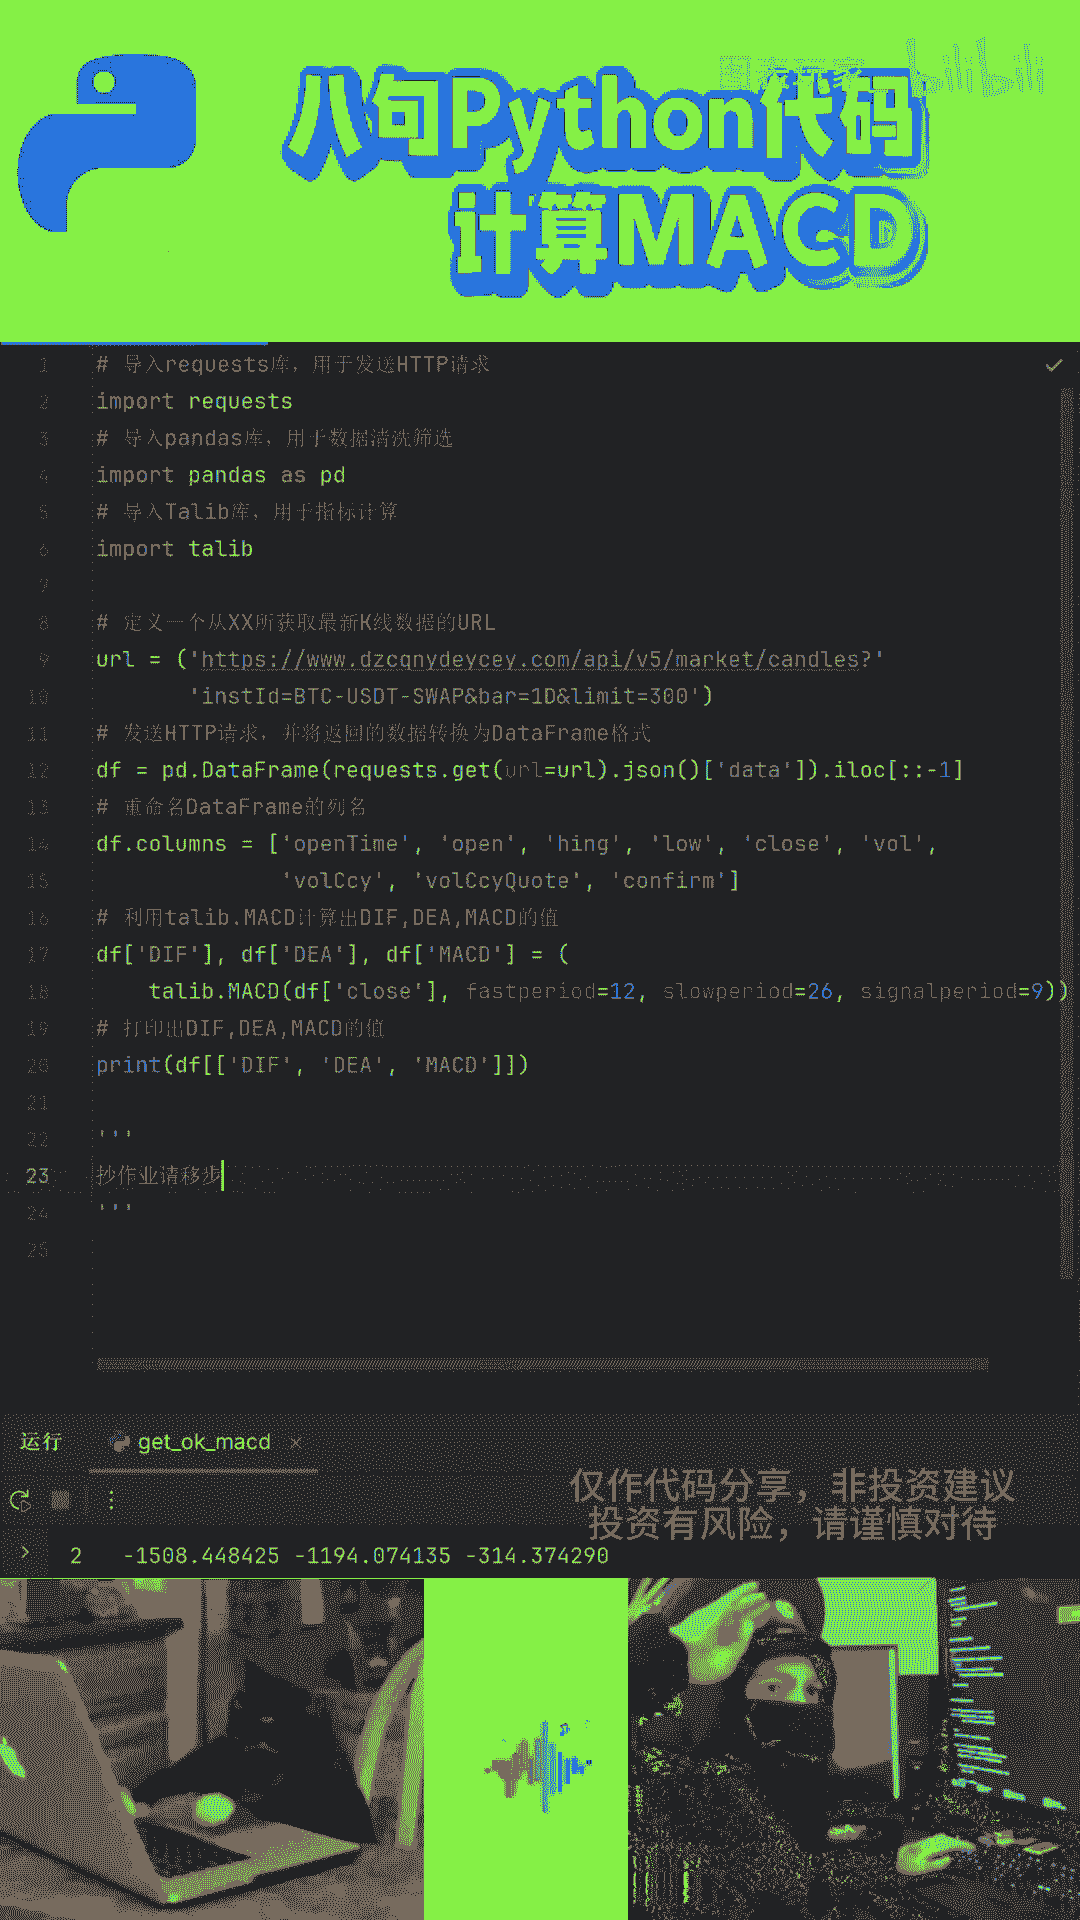 bilibili
八句Python代码
计算MACD
1 # 导入requests库，用于发送HTTP请求
2 import requests
3 # 导入pandas库，用于数据清洗筛选
4 import pandas as pd
5 # 导入Talib库，用于指标计算
6 import talib
7
8 # 定义一个从XX所获取最新K线数据的URL
9 url = ('https://www.dzcqnydeycey.com/api/v5/market/candles?'
10 'instId=BTC-USDT-SWAP&bar=1D&limit=300')
11 # 发送HTTP请求，并将返回的数据转换为DataFrame格式
12 df = pd.DataFrame(requests.get(url=url).json()['data']).iloc[::-1]
13 # 重命名DataFrame的列名
14 df.columns = ['openTime', 'open', 'hing', 'low', 'close', 'vol',
15 'volCcy', 'volCcyQuote', 'confirm']
16 # 利用talib.MACD计算出DIF,DEA,MACD的值
17 df['DIF'], df['DEA'], df['MACD'] = (
18 talib.MACD(df['close'], fastperiod=12, slowperiod=26, signalperiod=9))
19 # 打印出DIF,DEA,MACD的值
20 print(df[['DIF', 'DEA', 'MACD']])
21
22 '''
23 抄作业请移步
24 '''
25
运行 get_ok_macd
仅作代码分享，非投资建议
投资有风险，请谨慎对待
2 -1508.448425 -1194.074135 -314.374290